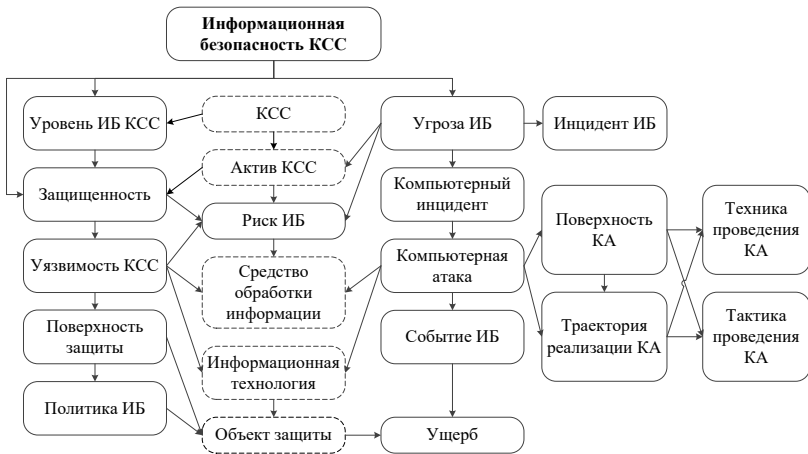 Информационная
безопасность КСС
Уровень ИБ КСС
КСС
Угроза ИБ
Инцидент ИБ
Защищенность
Актив КСС
Компьютерный
инцидент
Риск ИБ
Поверхность
КА
Техника
проведения
КА
Уязвимость КСС
Средство
обработки
информации
Компьютерная
атака
Поверхность
защиты
Информационная
технология
Событие ИБ
Траектория
реализации КА
Тактика
проведения
КА
Политика ИБ
Объект защиты
Ущерб